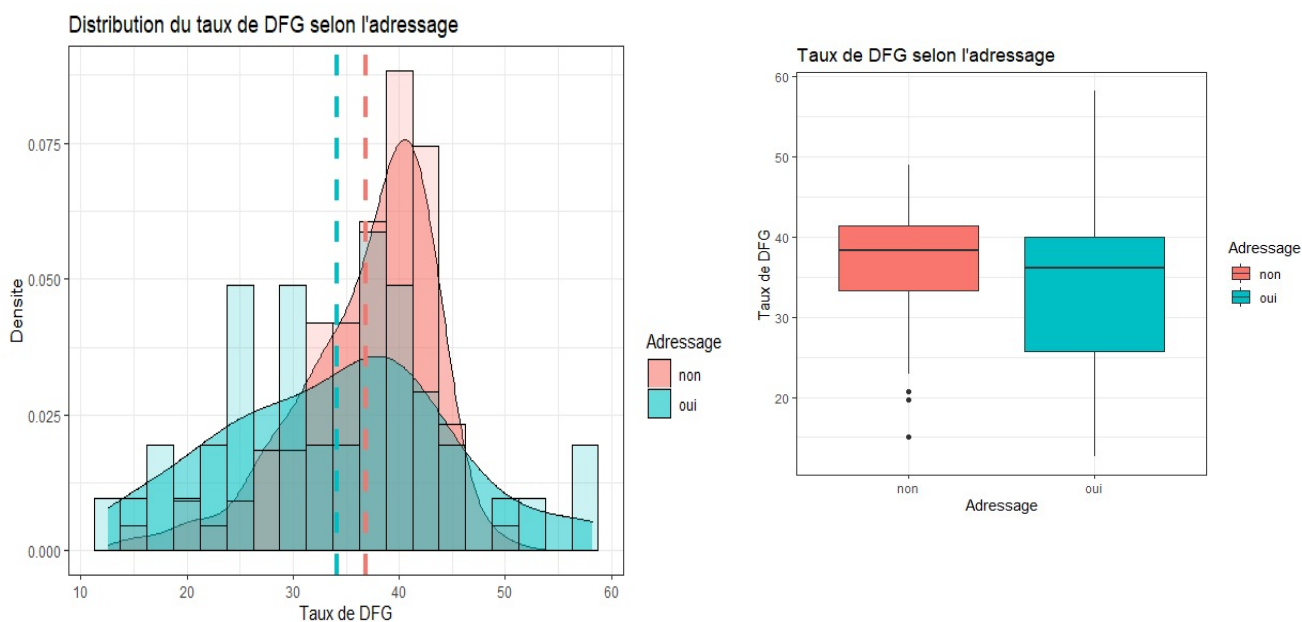 Distribution du taux de DFG selon l'adressage
Densite
0.075
0.050
0.025
0.000
10 20 30 40 50 60
Taux de DFG
Adressage
non
oui
Taux de DFG selon l'adressage
Taux de DFG
60
50
40
30
20
non oui
Adressage
Adressage
non
oui